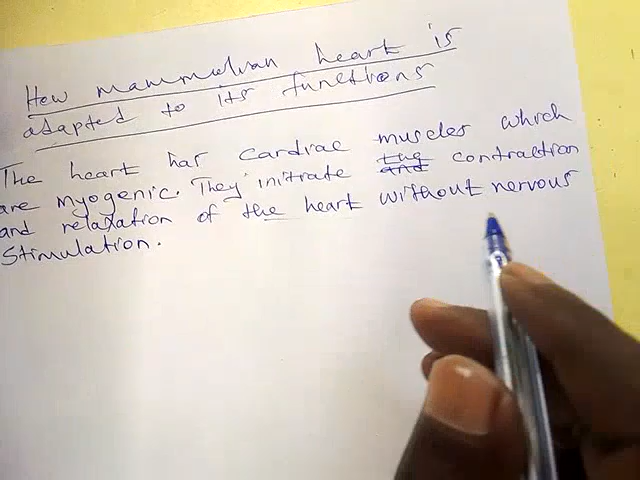 How mammalian heart is
adapted to its functions
The heart has cardiac muscles which
are myogenic. They initrate the contraction
and relaxation of the heart without nervous
stimulation.